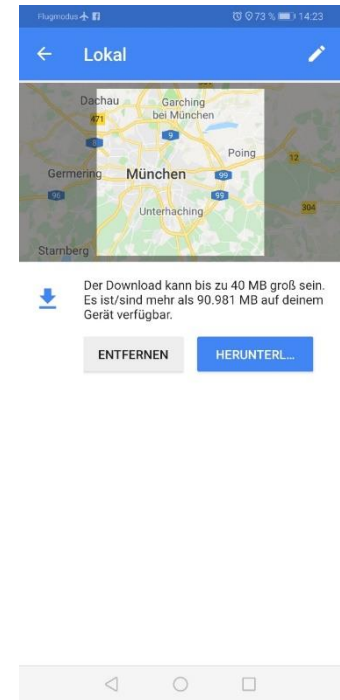 Flugmodus 73 % 14:23
Lokal
Dachau
Garching
bei München
471
9
8
Poing
12
Germering
München
99
96
99
Unterhaching
304
Starnberg
Der Download kann bis zu 40 MB groß sein.
Es ist/sind mehr als 90.981 MB auf deinem
Gerät verfügbar.
ENTFERNEN
HERUNTERL...